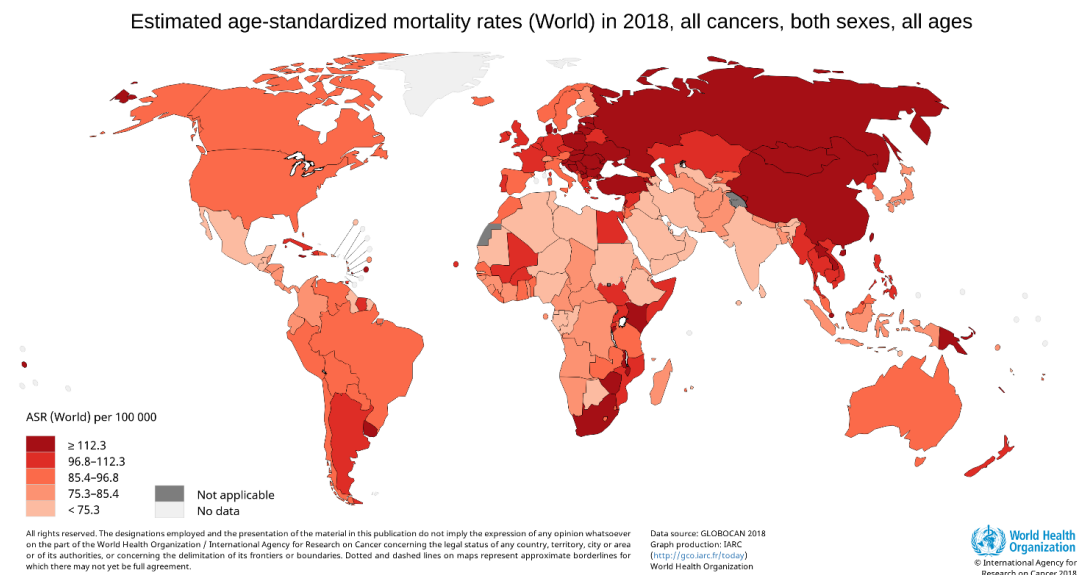 Estimated age-standardized mortality rates (World) in 2018, all cancers, both sexes, all ages
ASR (World) per 100 000
≥ 112.3
96.8–112.3
85.4–96.8
75.3–85.4
< 75.3
Not applicable
No data
All rights reserved. The designations employed and the presentation of the material in this publication do not imply the expression of any opinion whatsoever
on the part of the World Health Organization / International Agency for Research on Cancer concerning the legal status of any country, territory, city or area
or of its authorities, or concerning the delimitation of its frontiers or boundaries. Dotted and dashed lines on maps represent approximate borderlines for
which there may not yet be full agreement.
Data source: GLOBOCAN 2018
Graph production: IARC
(http://gco.iarc.fr/today)
World Health Organization
World Health
Organization
© International Agency for
Research on Cancer 2018